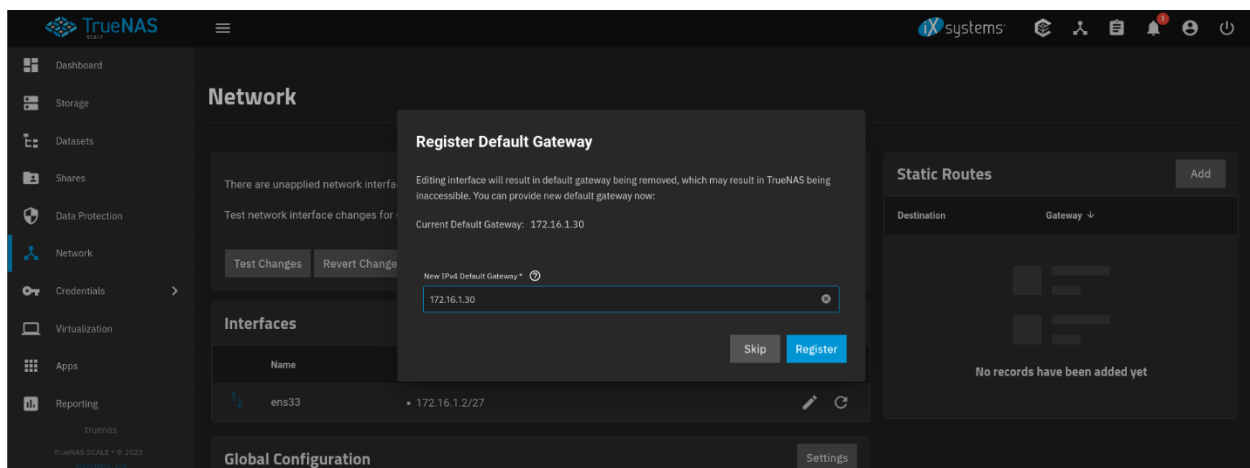 TrueNAS
SCALE
iXsystems
1
Dashboard
Storage
Datasets
Shares
Data Protection
Network
Credentials
Virtualization
Apps
Reporting
truenas
TrueNAS SCALE ® © 2023
Network
There are unapplied network interfa
Test network interface changes for
Test Changes
Revert Change
Register Default Gateway
Editing interface will result in default gateway being removed, which may result in TrueNAS being
inaccessible. You can provide new default gateway now:
Current Default Gateway: 172.16.1.30
New IPv4 Default Gateway *
172.16.1.30
Skip
Register
Interfaces
Name
ens33
• 172.16.1.2/27
Global Configuration
Settings
Static Routes
Add
Destination
Gateway
No records have been added yet